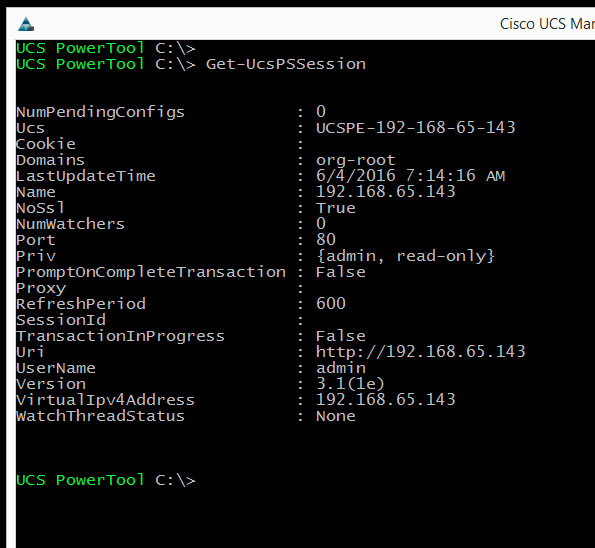 Cisco UCS Man
UCS PowerTool C:\>
UCS PowerTool C:\> Get-UcsPSSession
NumPendingConfigs : 0
Ucs : UCSPE-192-168-65-143
Cookie :
Domains : org-root
LastUpdateTime : 6/4/2016 7:14:16 AM
Name : 192.168.65.143
NoSsl : True
NumWatchers : 0
Port : 80
Priv : {admin, read-only}
PromptOnCompleteTransaction : False
Proxy :
RefreshPeriod : 600
SessionId :
TransactionInProgress : False
Uri : http://192.168.65.143
UserName : admin
Version : 3.1(1e)
VirtualIpv4Address : 192.168.65.143
WatchThreadStatus : None
UCS PowerTool C:\>